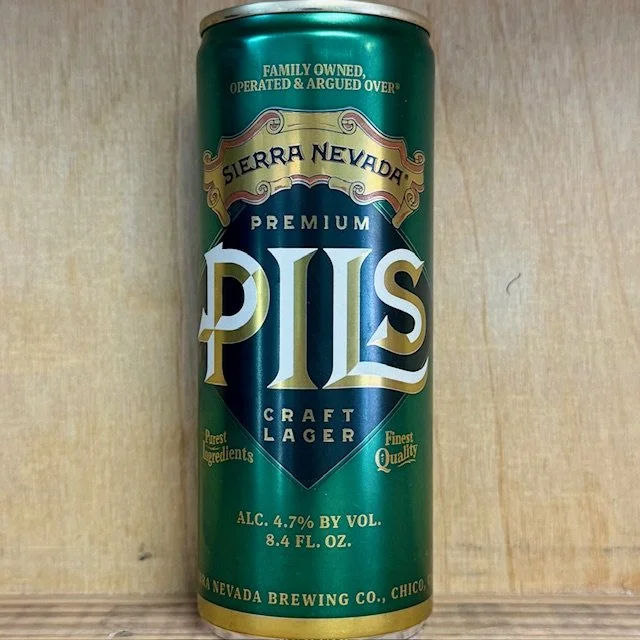 FAMILY OWNED,
OPERATED & ARGUED OVER®
SIERRA NEVADA®
PREMIUM
PILS
CRAFT
LAGER
Purest
Ingredients
Finest
Quality
ALC. 4.7% BY VOL.
8.4 FL. OZ.
RA NEVADA BREWING CO., CHICO,